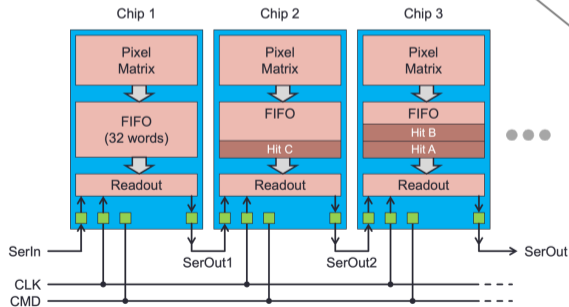 Chip 1
Chip 2
Chip 3
Pixel
Matrix
Pixel
Matrix
Pixel
Matrix
FIFO
(32 words)
FIFO
Hit C
FIFO
Hit B
Hit A
Readout
Readout
Readout
SerIn
SerOut1
SerOut2
SerOut
CLK
CMD